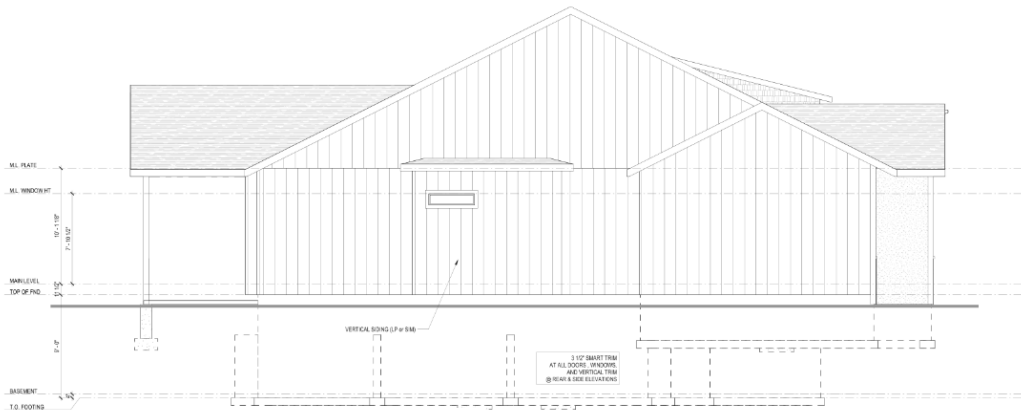 M.L. PLATE
M.L. WINDOW HT
10'- 1 1/8"
7'- 10 1/2"
MAIN LEVEL
TOP OF FND
VERTICAL SIDING (LP or SIM)
3 1/2" SMART TRIM
AT ALL DOORS, WINDOWS,
AND VERTICAL TRIM
@ REAR & SIDE ELEVATIONS
BASEMENT
T.O. FOOTING